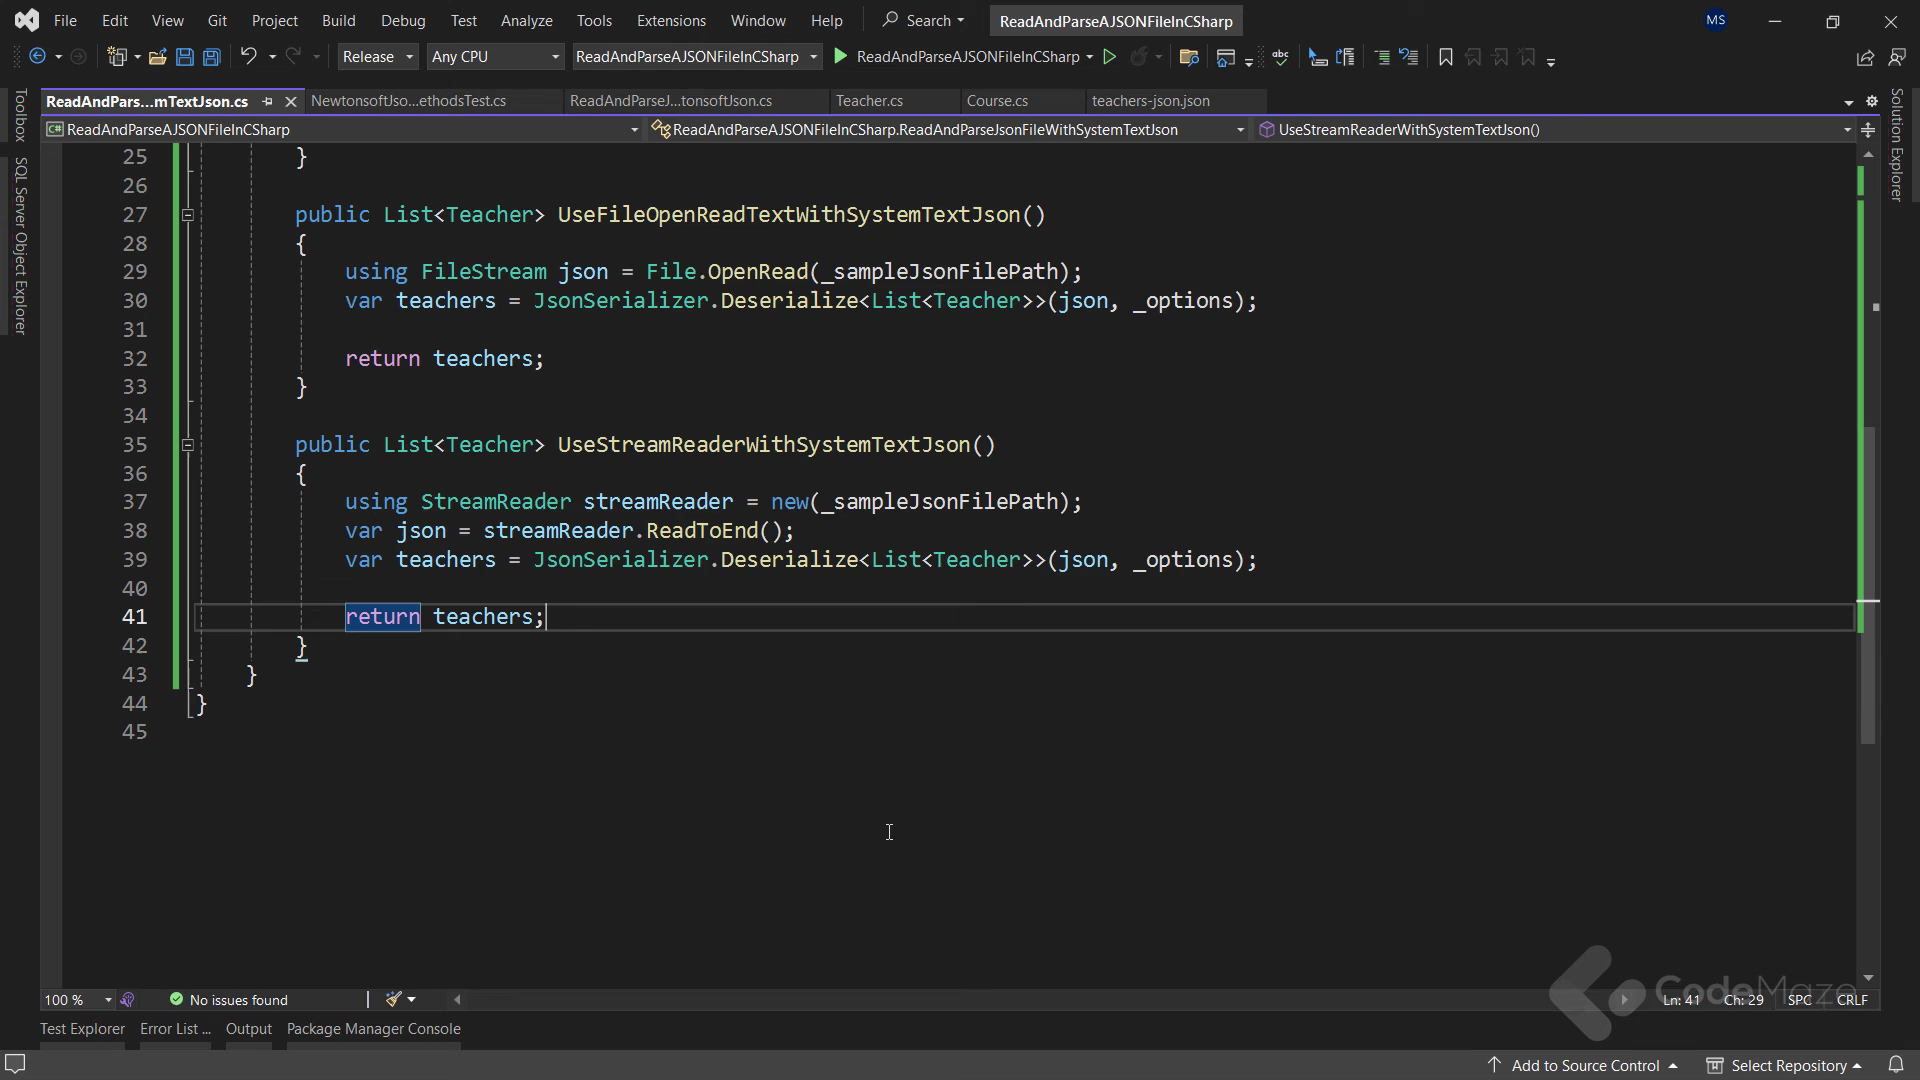 File Edit View Git Project Build Debug Test Analyze Tools Extensions Window Help Search ReadAndParseAJSONFileInCSharp MS
Release Any CPU ReadAndParseAJSONFileInCSharp ReadAndParseAJSONFileInCSharp
Toolbox
SQL Server Object Explorer
ReadAndPars...mTextJson.cs NewtonsoftJso...ethodsTest.cs ReadAndParseJ...tonsoftJson.cs Teacher.cs Course.cs teachers-json.json
Solution Explorer
C# ReadAndParseAJSONFileInCSharp ReadAndParseAJSONFileInCSharp.ReadAndParseJsonFileWithSystemTextJson UseStreamReaderWithSystemTextJson()
25 }
26
27 public List<Teacher> UseFileOpenReadTextWithSystemTextJson()
28 {
29 using FileStream json = File.OpenRead(_sampleJsonFilePath);
30 var teachers = JsonSerializer.Deserialize<List<Teacher>>(json, _options);
31
32 return teachers;
33 }
34
35 public List<Teacher> UseStreamReaderWithSystemTextJson()
36 {
37 using StreamReader streamReader = new(_sampleJsonFilePath);
38 var json = streamReader.ReadToEnd();
39 var teachers = JsonSerializer.Deserialize<List<Teacher>>(json, _options);
40
41 return teachers;
42 }
43 }
44 }
45
CodeMaze
100 % No issues found Ln: 41 Ch: 29 SPC CRLF
Test Explorer Error List ... Output Package Manager Console
Add to Source Control Select Repository